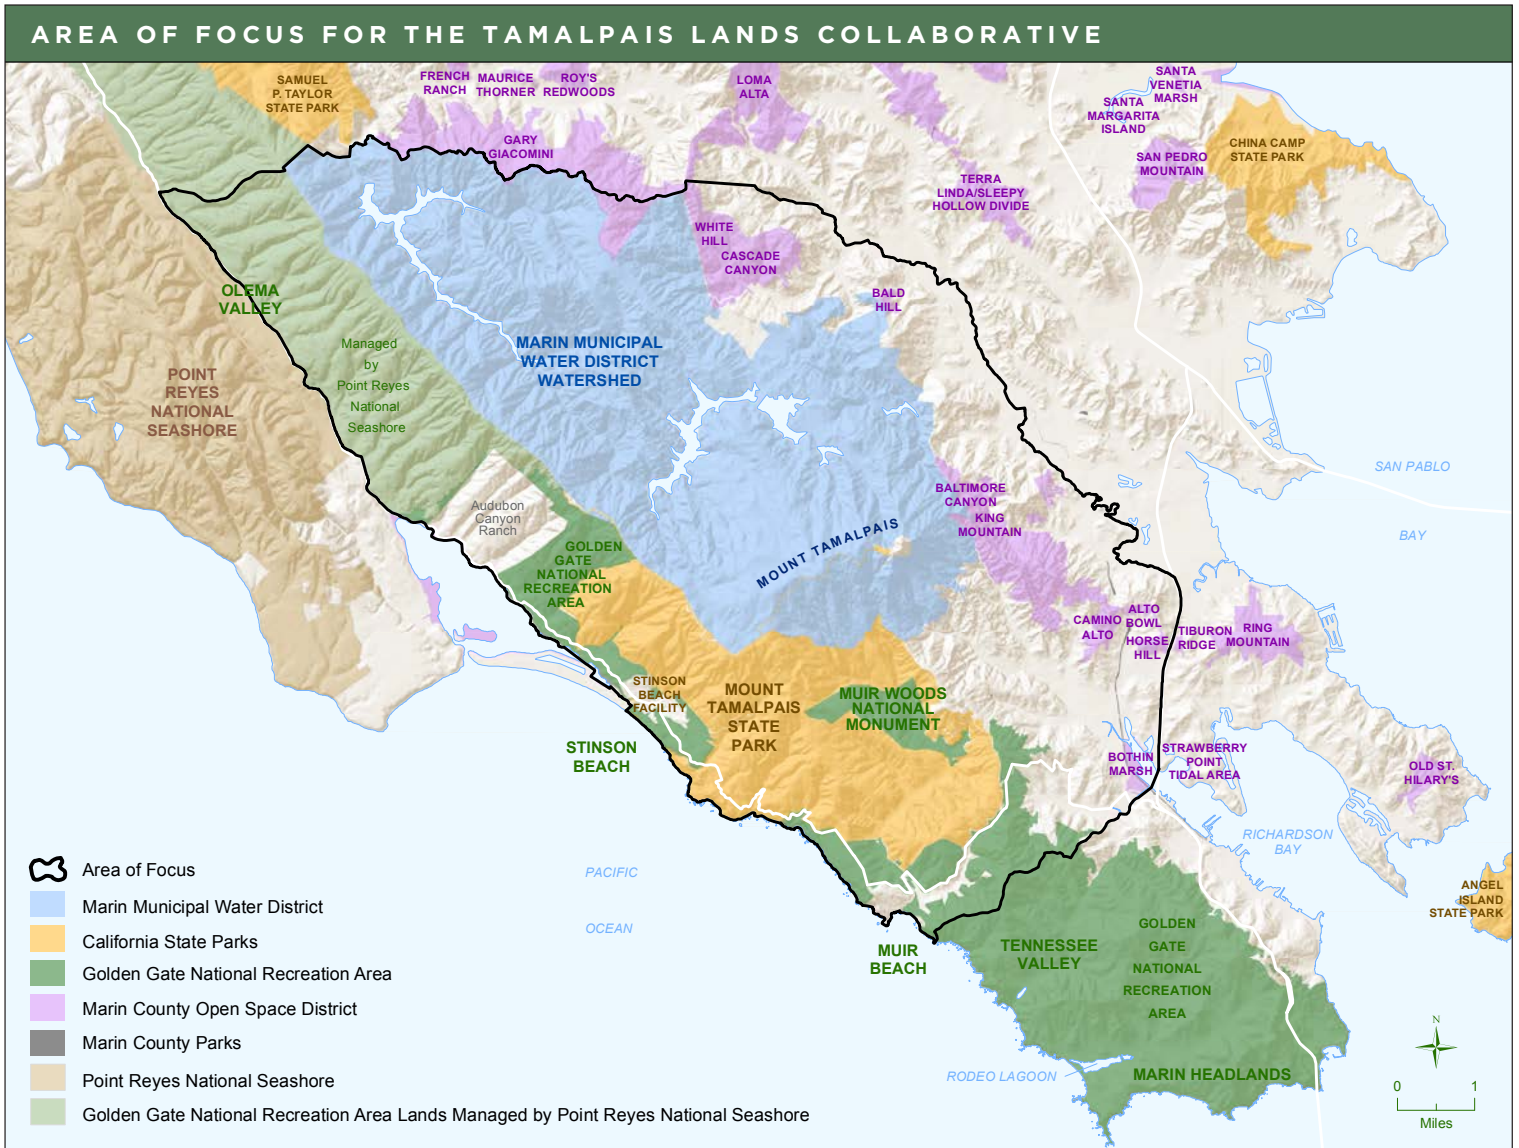 AREA OF FOCUS FOR THE TAMALPAIS LANDS COLLABORATIVE
SAMUEL
P. TAYLOR
STATE PARK
FRENCH
RANCH
MAURICE
THORNER
ROY'S
REDWOODS
LOMA
ALTA
SANTA
VENETIA
MARSH
SANTA
MARGARITA
ISLAND
CHINA CAMP
STATE PARK
GARY
GIACOMINI
SAN PEDRO
MOUNTAIN
TERRA
LINDA/SLEEPY
HOLLOW DIVIDE
WHITE
HILL
CASCADE
CANYON
OLEMA
VALLEY
BALD
HILL
Managed
by
Point Reyes
National
Seashore
MARIN MUNICIPAL
WATER DISTRICT
WATERSHED
POINT
REYES
NATIONAL
SEASHORE
SAN PABLO
BAY
BALTIMORE
CANYON
KING
MOUNTAIN
Audubon
Canyon
Ranch
MOUNT TAMALPAIS
GOLDEN
GATE
NATIONAL
RECREATION
AREA
CAMINO
ALTO
ALTO
BOWL
HORSE
HILL
TIBURON
RIDGE
RING
MOUNTAIN
STINSON
BEACH
FACILITY
MOUNT
TAMALPAIS
STATE
PARK
MUIR WOODS
NATIONAL
MONUMENT
STINSON
BEACH
BOTHIN
MARSH
STRAWBERRY
POINT
TIDAL AREA
OLD ST.
HILARY'S
RICHARDSON
BAY
PACIFIC
OCEAN
ANGEL
ISLAND
STATE PARK
MUIR
BEACH
TENNESSEE
VALLEY
GOLDEN
GATE
NATIONAL
RECREATION
AREA
RODEO LAGOON
MARIN HEADLANDS
Area of Focus
Marin Municipal Water District
California State Parks
Golden Gate National Recreation Area
Marin County Open Space District
Marin County Parks
Point Reyes National Seashore
Golden Gate National Recreation Area Lands Managed by Point Reyes National Seashore
N
0 1
Miles